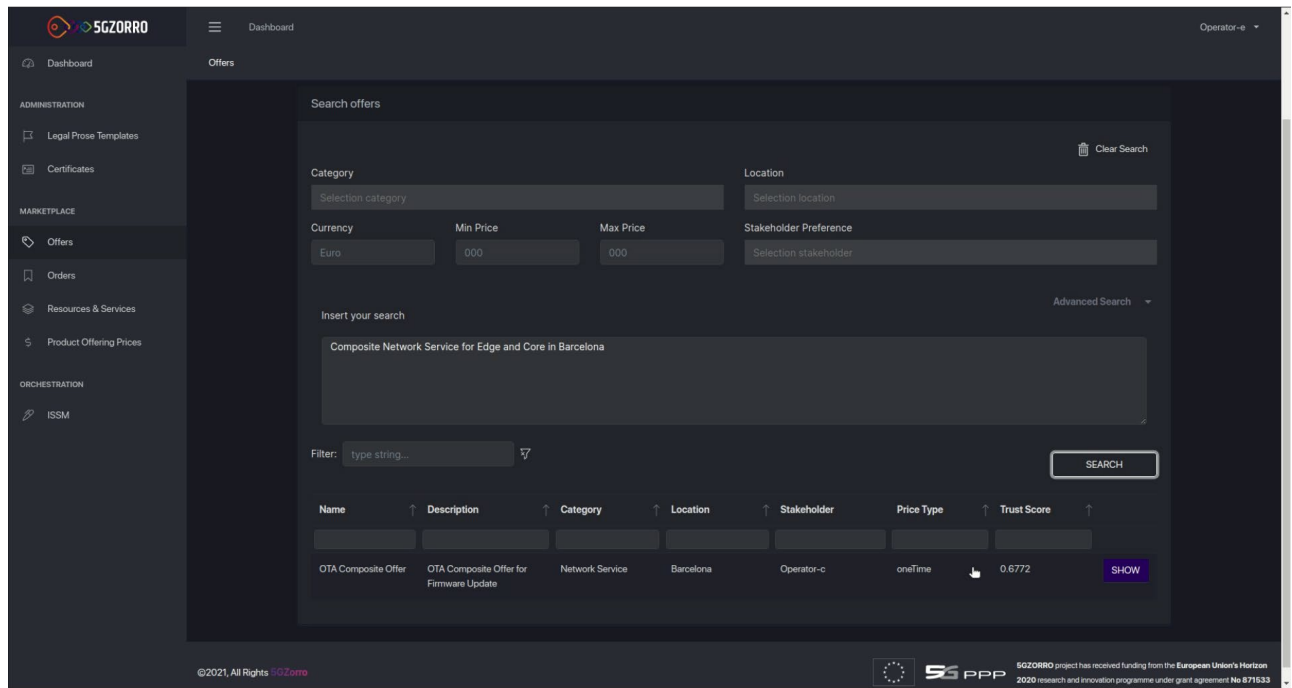 5GZORRO
Dashboard
Operator-e
Dashboard
Offers
ADMINISTRATION
Legal Prose Templates
Certificates
MARKETPLACE
Offers
Orders
Resources & Services
Product Offering Prices
ORCHESTRATION
ISSM
Search offers
Clear Search
Category
Location
Selection category
Selection location
Currency
Min Price
Max Price
Stakeholder Preference
Euro
000
000
Selection stakeholder
Advanced Search
Insert your search
Composite Network Service for Edge and Core in Barcelona
Filter:
type string...
SEARCH
Name
Description
Category
Location
Stakeholder
Price Type
Trust Score
OTA Composite Offer
OTA Composite Offer for
Firmware Update
Network Service
Barcelona
Operator-c
oneTime
0.6772
SHOW
©2021, All Rights 5GZorro
5G PPP
5GZORRO project has received funding from the European Union's Horizon
2020 research and innovation programme under grant agreement No 871533